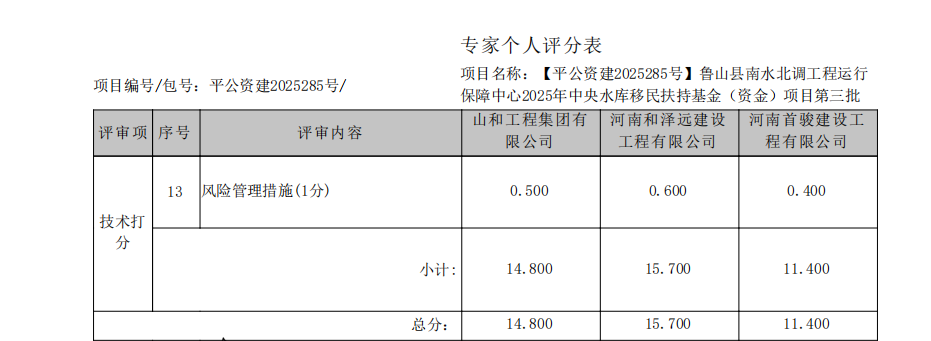 专家个人评分表
项目编号/包号：平公资建2025285号/
项目名称：【平公资建2025285号】鲁山县南水北调工程运行
保障中心2025年中央水库移民扶持基金（资金）项目第三批
评审项 序号 评审内容 山和工程集团有 河南和泽远建设 河南首骏建设工
限公司 工程有限公司 程有限公司
13 风险管理措施(1分) 0.500 0.600 0.400
技术打
分
小计: 14.800 15.700 11.400
总分： 14.800 15.700 11.400